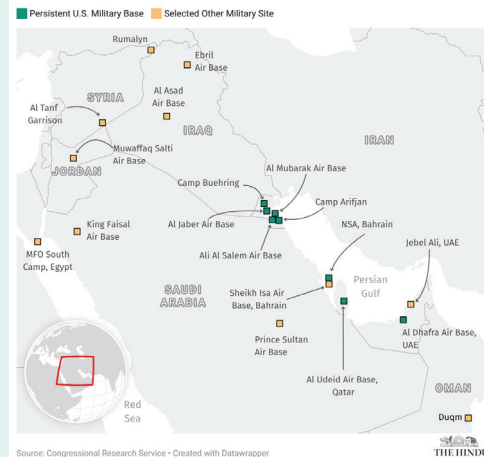 Persistent U.S. Military Base Selected Other Military Site
Rumalyn
Ebril
Air Base
Al Asad
Air Base
SYRIA
Al Tanf
Garrison
IRAQ
IRAN
Muwaffaq Salti
Air Base
JORDAN
Al Mubarak Air Base
Camp Buehring
Camp Arifjan
King Faisal
Air Base
Al Jaber Air Base
NSA, Bahrain
MFO South
Camp, Egypt
Ali Al Salem Air Base
Jebel Ali, UAE
SAUDI
ARABIA
Sheikh Isa Air
Base, Bahrain
Persian
Gulf
Prince Sultan
Air Base
Al Dhafra Air Base,
UAE
Al Udeid Air Base,
Qatar
OMAN
Red
Sea
Duqm
Source: Congressional Research Service • Created with Datawrapper
THE HINDU